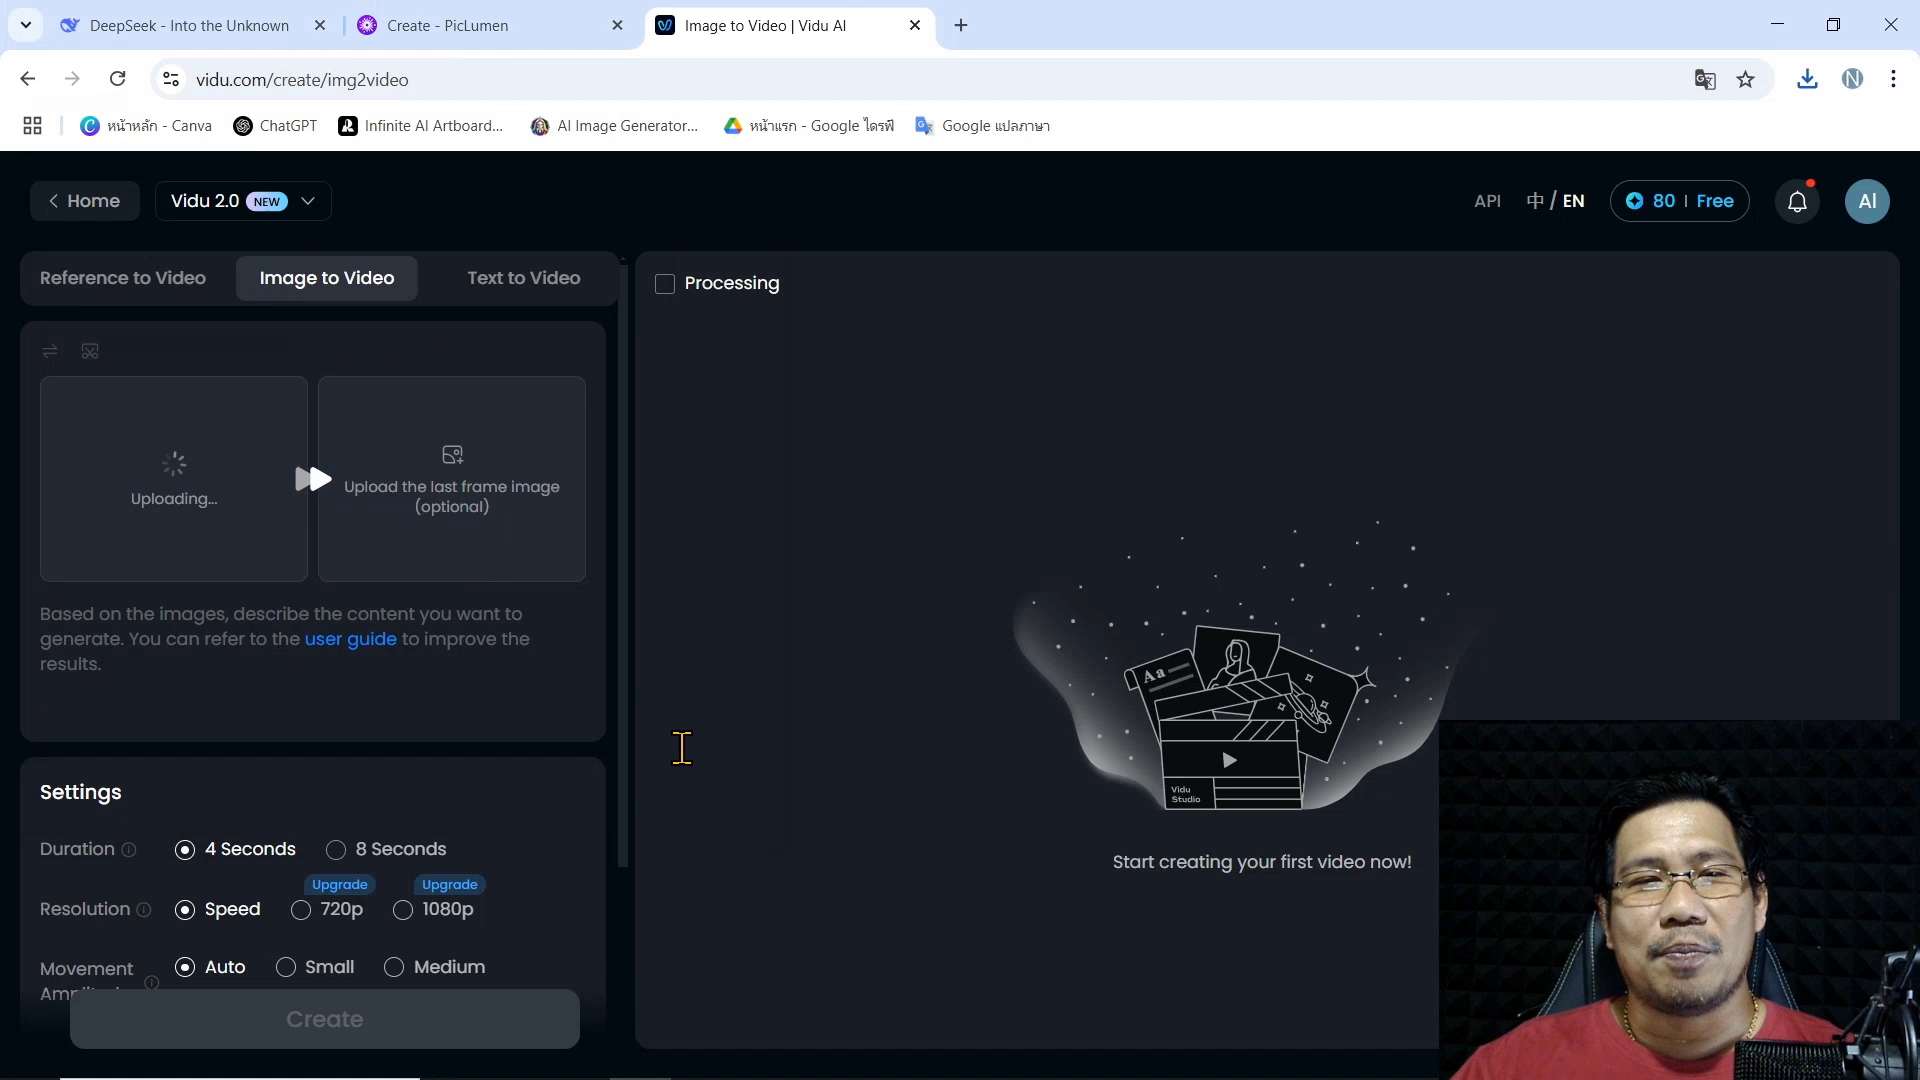 DeepSeek - Into the Unknown
Create - PicLumen
Image to Video | Vidu AI
vidu.com/create/img2video
N
หน้าหลัก - Canva
ChatGPT
Infinite AI Artboard...
AI Image Generator...
หน้าแรก - Google ไดรฟ์
Google แปลภาษา
Home
Vidu 2.0 NEW
API
中 / EN
80 | Free
AI
Reference to Video
Image to Video
Text to Video
Processing
Uploading...
Upload the last frame image
(optional)
Based on the images, describe the content you want to
generate. You can refer to the user guide to improve the
results.
Aa
Vidu
Studio
Start creating your first video now!
Settings
Duration
4 Seconds
8 Seconds
Upgrade
Upgrade
Resolution
Speed
720p
1080p
Movement
Auto
Small
Medium
Create